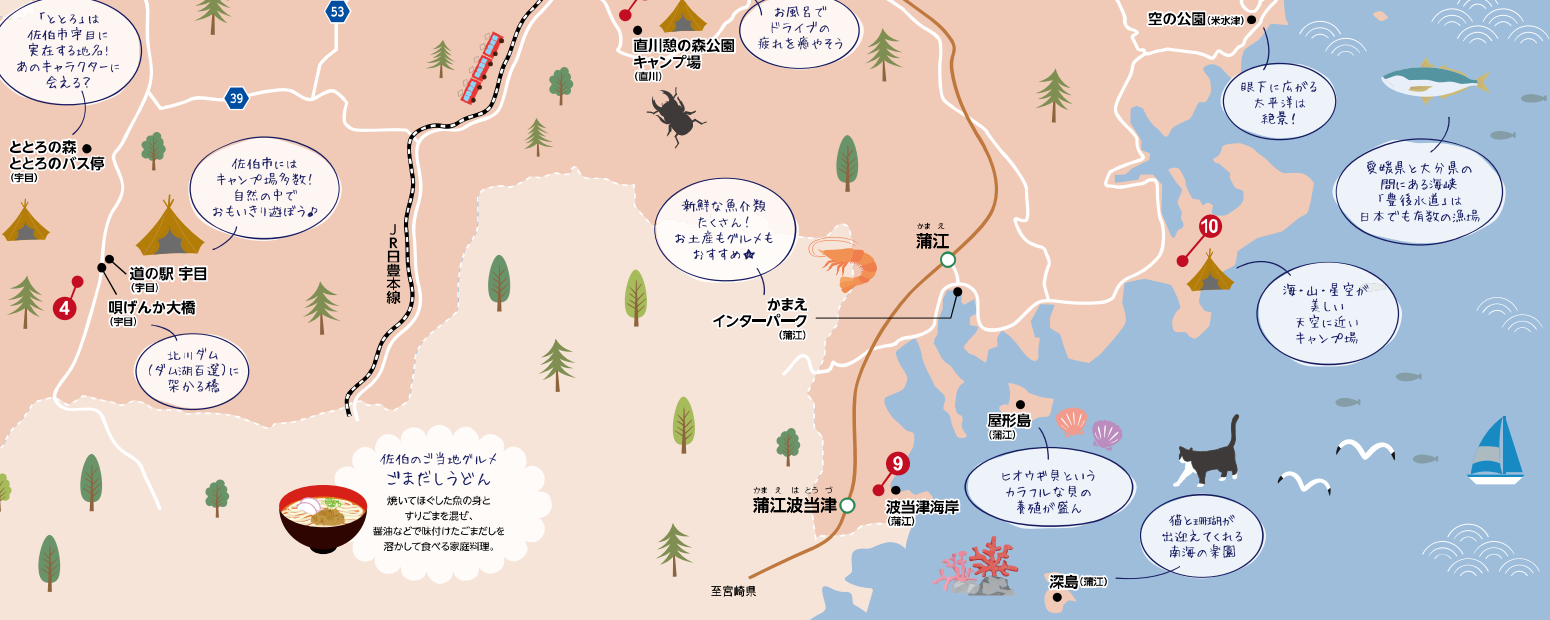 「ととろ」は
佐伯市宇目に
実在する地名!
あのキャラクターに
会える?
53
39
お風呂で
ドライブの
疲れを癒やそう
直川憩の森公園
キャンプ場
(直川)
空の公園(米水津)
眼下に広がる
太平洋は
絶景!
ととろの森
ととろのバス停
(宇目)
佐伯市には
キャンプ場多数!
自然の中で
おもいきり遊ぼう♪
愛媛県と大分県の
間にある海峡
「豊後水道」は
日本でも有数の漁場
新鮮な魚介類
たくさん!
お土産もグルメも
おすすめ★
JR日豊本線
かまえ
蒲江
10
道の駅 宇目
(宇目)
4
唄げんか大橋
(宇目)
かまえ
インターパーク
(蒲江)
海・山・星空が
美しい
天空に近い
キャンプ場
北川ダム
(ダム湖百選)に
架かる橋
屋形島
(蒲江)
佐伯のご当地グルメ
ごまだしうどん
焼いてほぐした魚の身と
すりごまを混ぜ、
醤油などで味付けたごまだしを
溶かして食べる家庭料理。
9
かまえはとうづ
蒲江波当津
波当津海岸
(蒲江)
ヒオウギ貝という
カラフルな貝の
養殖が盛ん
猫と珊瑚が
出迎えてくれる
南海の楽園
深島(蒲江)
至宮崎県